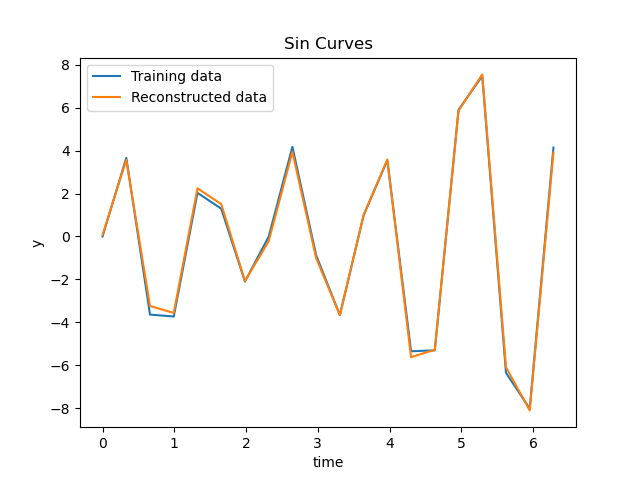 Sin Curves
Training data
Reconstructed data
8
6
4
2
0
−2
−4
−6
−8
y
0 1 2 3 4 5 6
time